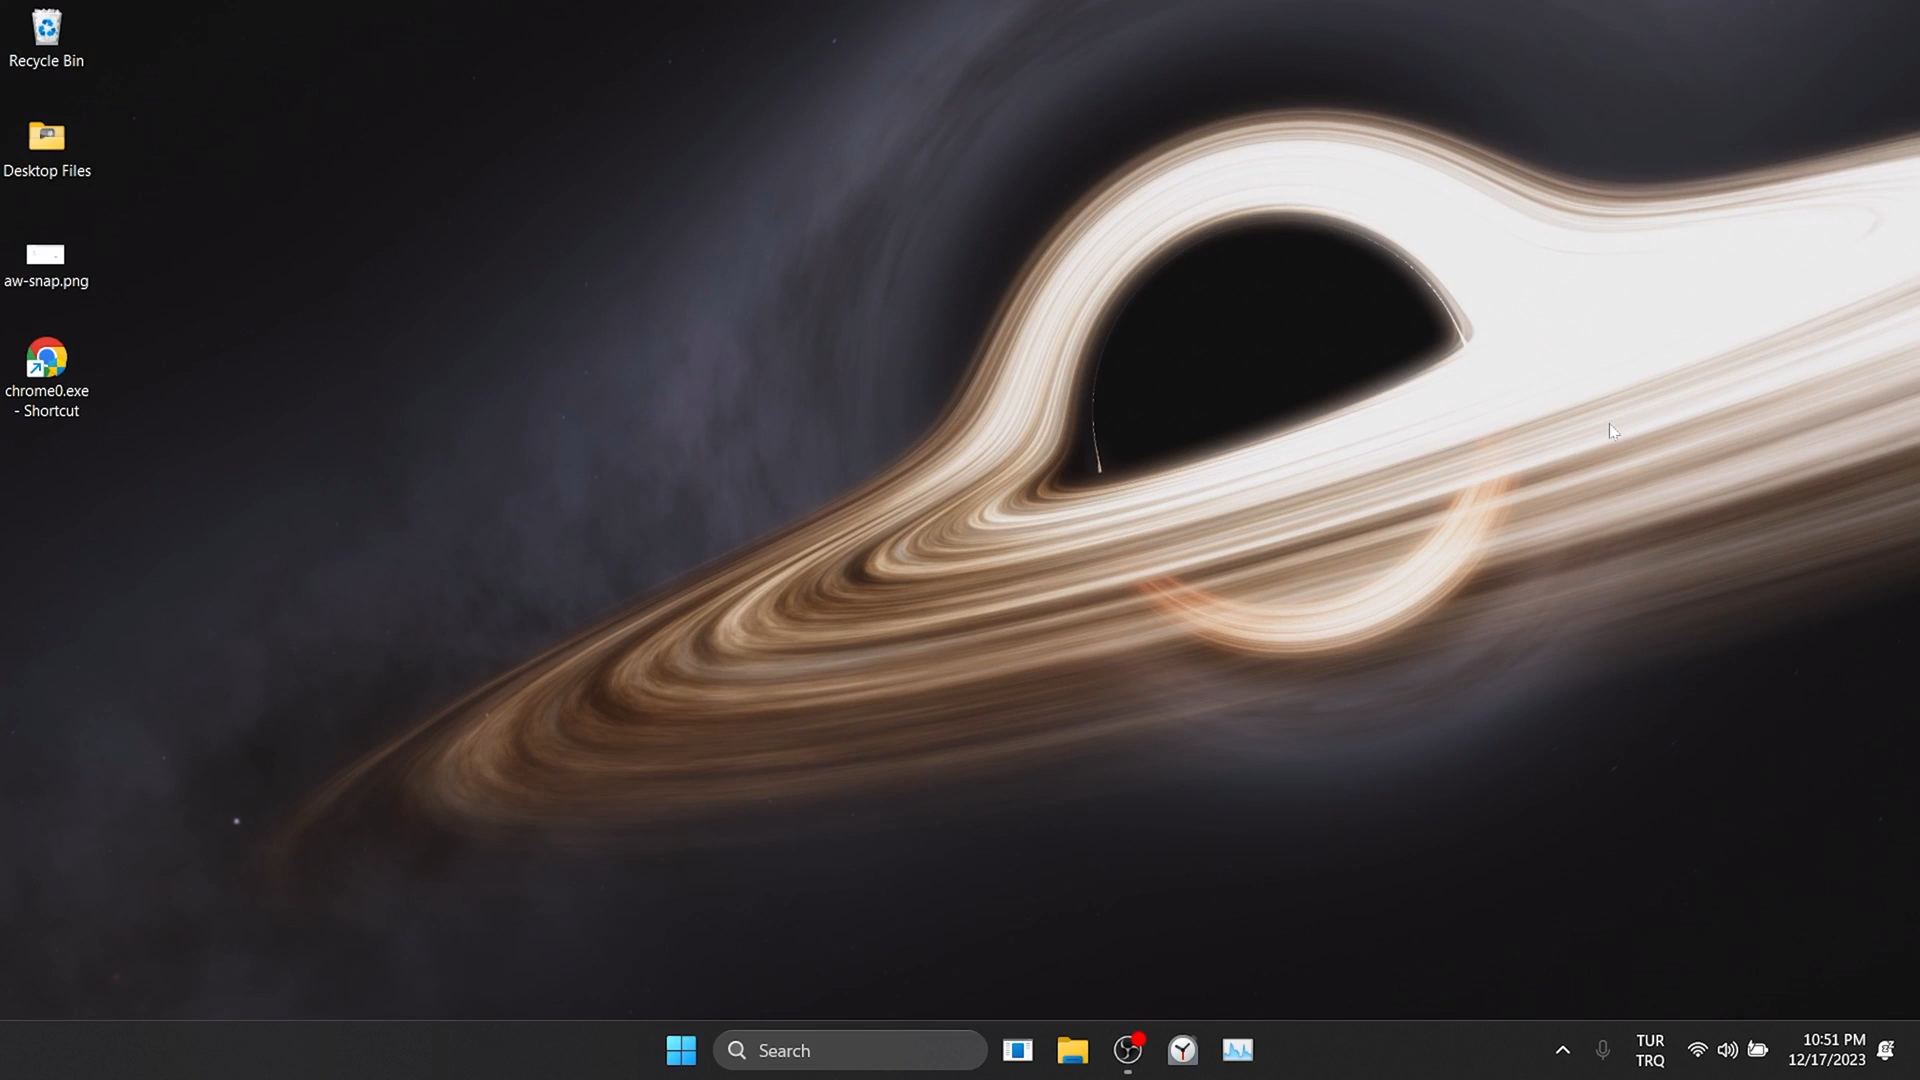 Recycle Bin
Desktop Files
aw-snap.png
chrome0.exe
- Shortcut
Search
TUR
TRQ
10:51 PM
12/17/2023